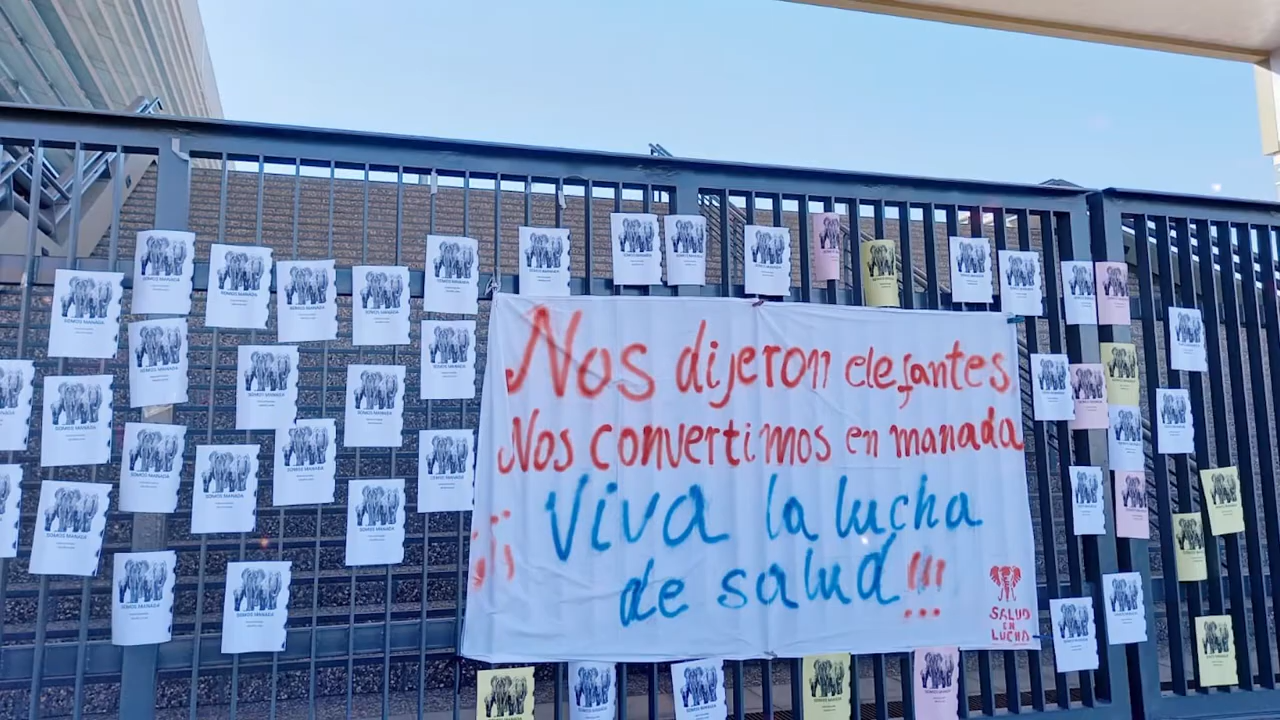 Nos dijeron elefantes
Nos convertimos en manada
¡¡ Viva la lucha
de salud!!!
SALUD
EN
LUCHA
SOMOS MANADA